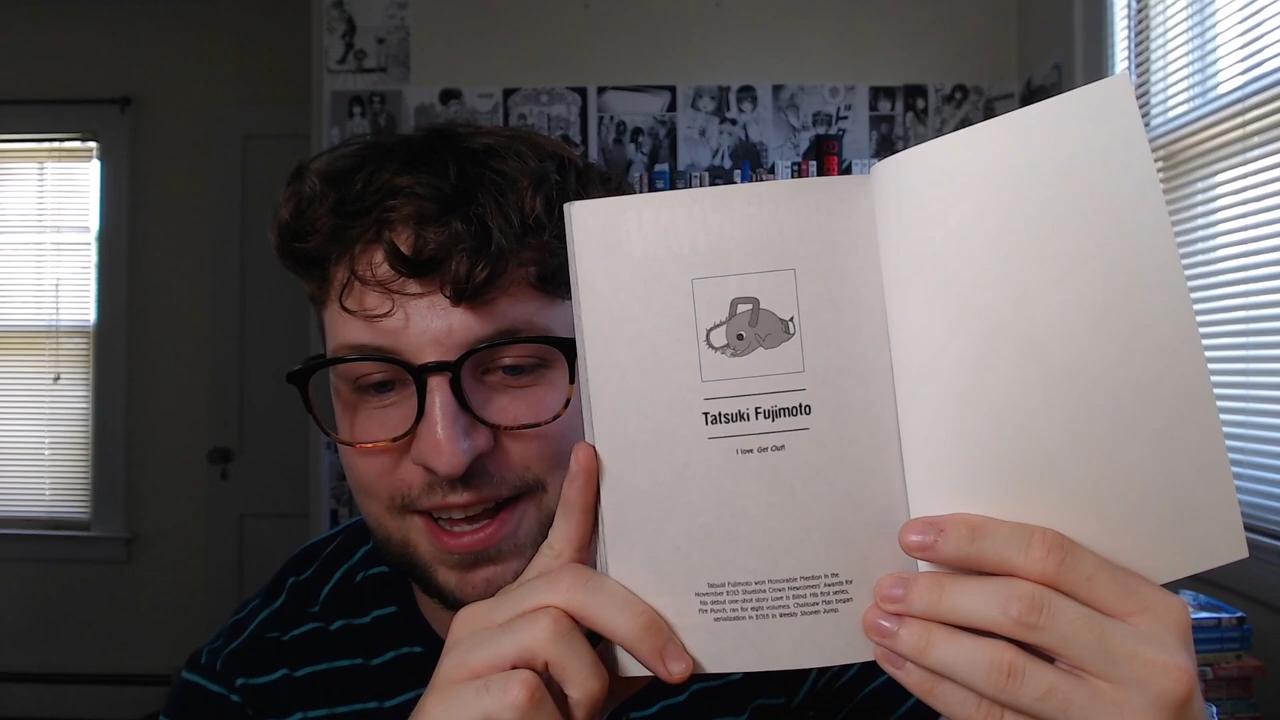 Tatsuki Fujimoto
I love Get Out!
Tatsuki Fujimoto won Honorable Mention in the
November 2013 Shueisha Crown Newcomers' Awards for
his debut one-shot story Love Is Blind. His first series,
Fire Punch, ran for eight volumes. Chainsaw Man began
serialization in 2018 in Weekly Shonen Jump.